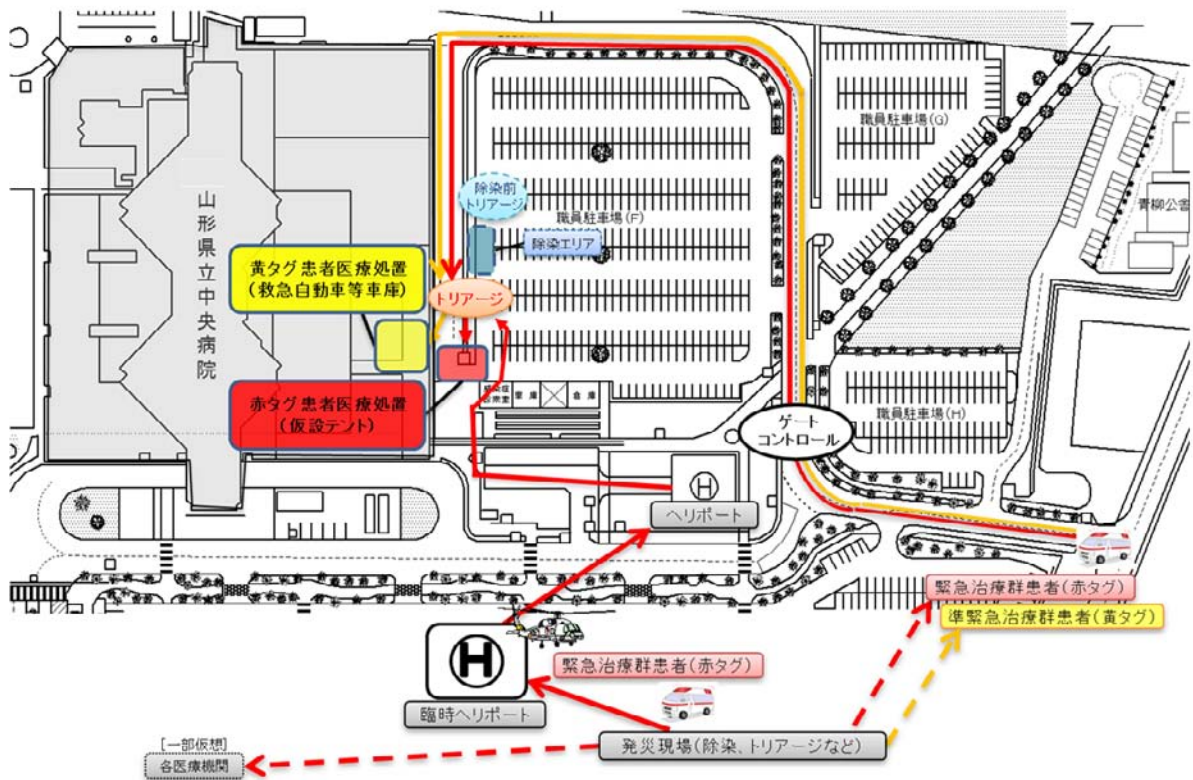 職員駐車場(G)
青柳公舎
除染前
トリアージ
職員駐車場(F)
除染エリア
山形県立中央病院
黄タグ患者医療処置
(救急自動車等車庫)
トリアージ
赤タグ患者医療処置
(仮設テント)
倉庫
職員駐車場(H)
ゲート
コントロール
H
ヘリポート
緊急治療群患者(赤タグ)
準緊急治療群患者(黄タグ)
H
緊急治療群患者(赤タグ)
臨時ヘリポート
発災現場(除染、トリアージなど)
[一部仮想]
各医療機関